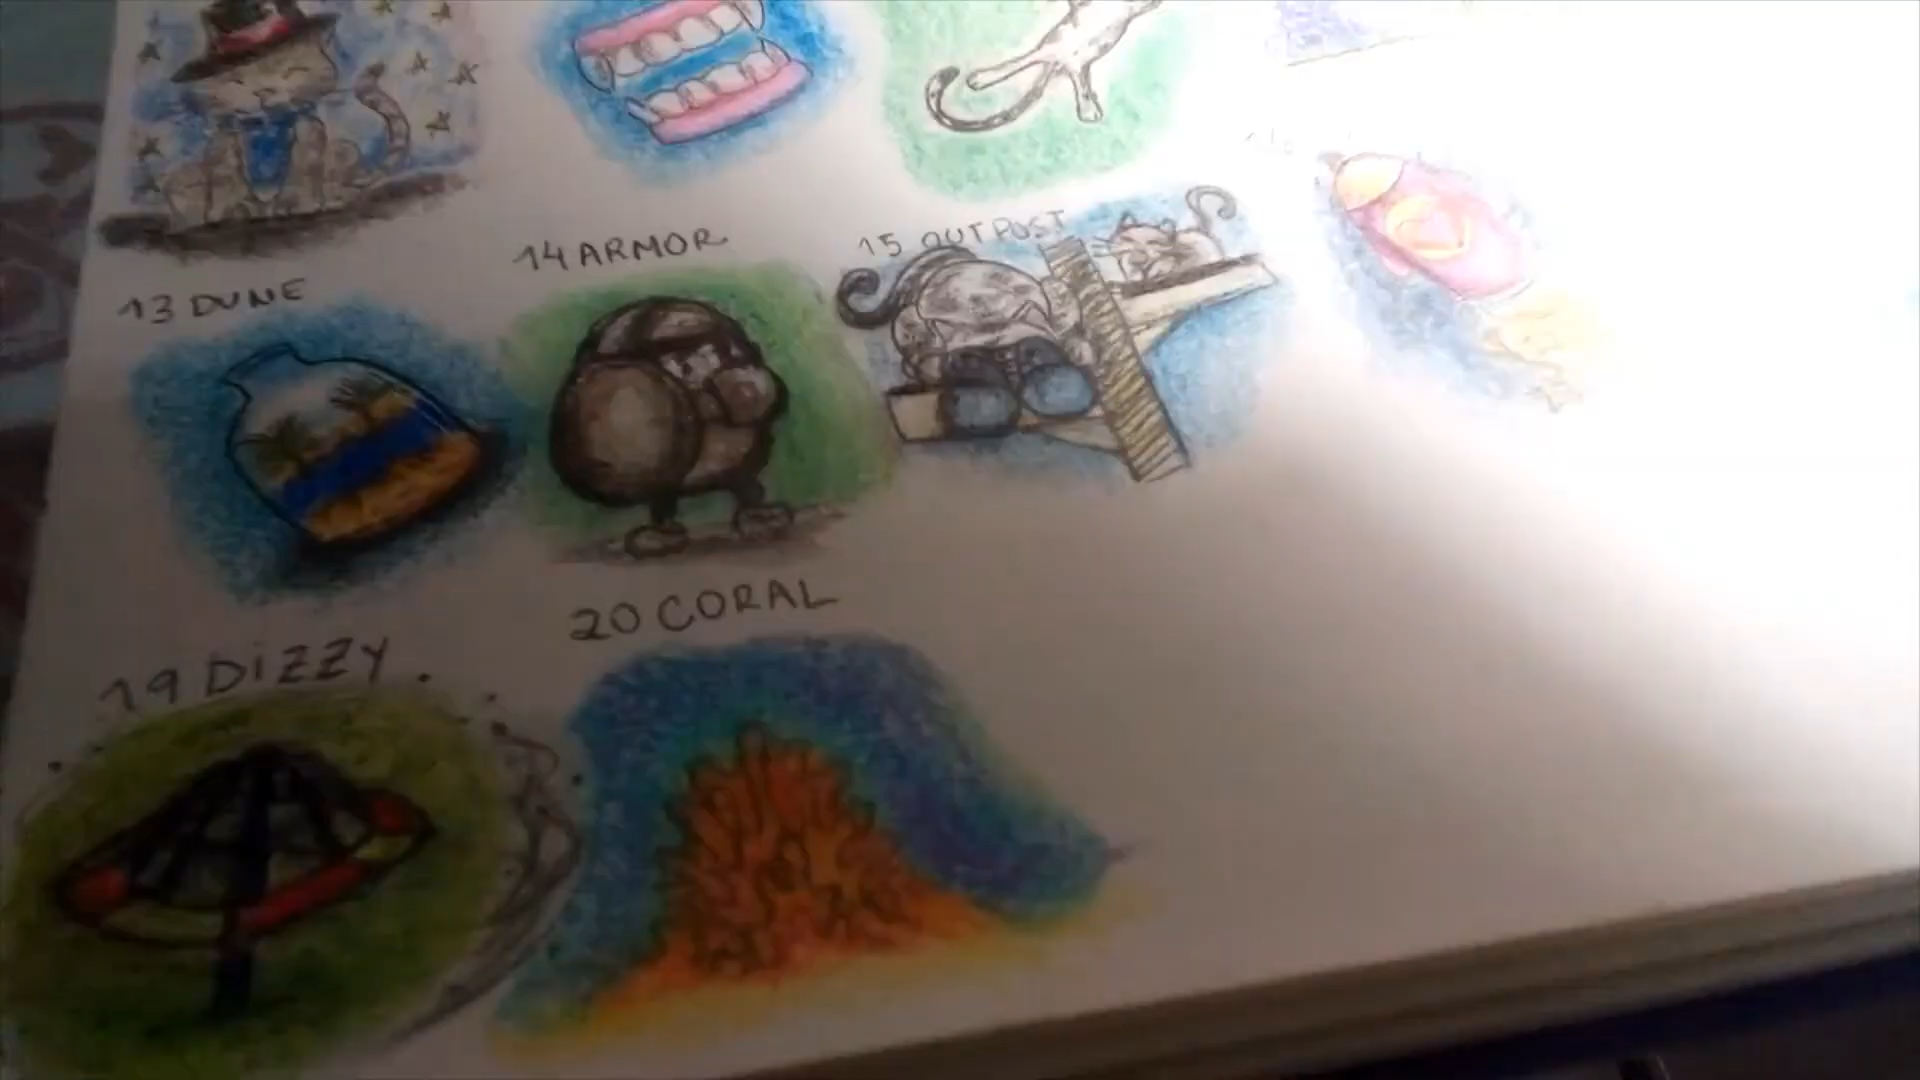 13 DUNE
14 ARMOR
15 OUTPOST
19 DizzY
20 CORAL